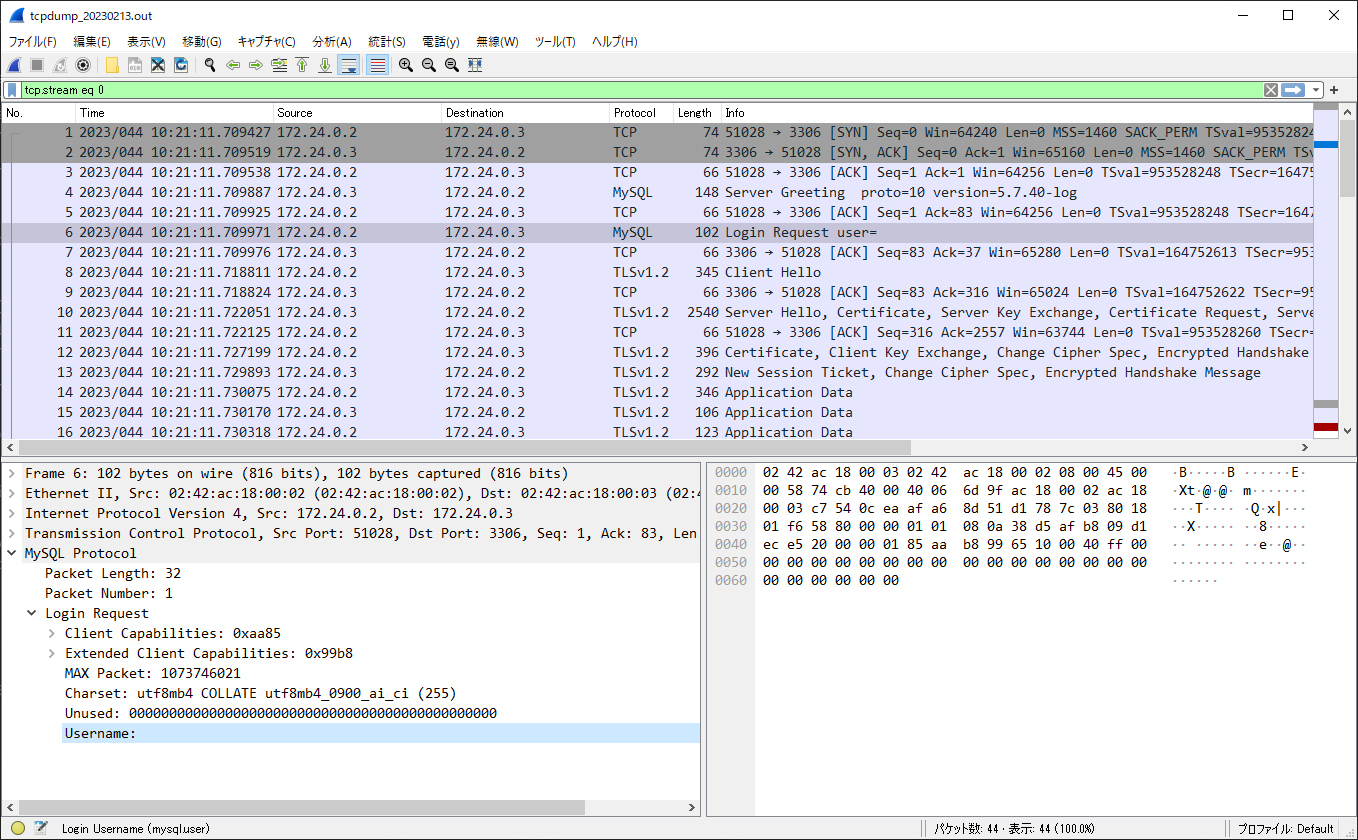 tcpdump_20230213.out
ファイル(F) 編集(E) 表示(V) 移動(G) キャプチャ(C) 分析(A) 統計(S) 電話(y) 無線(W) ツール(T) ヘルプ(H)
tcp.stream eq 0
No. Time Source Destination Protocol Length Info
1 2023/044 10:21:11.709427 172.24.0.2 172.24.0.3 TCP 74 51028 → 3306 [SYN] Seq=0 Win=64240 Len=0 MSS=1460 SACK_PERM TSval=95352824
2 2023/044 10:21:11.709519 172.24.0.3 172.24.0.2 TCP 74 3306 → 51028 [SYN, ACK] Seq=0 Ack=1 Win=65160 Len=0 MSS=1460 SACK_PERM TSv
3 2023/044 10:21:11.709538 172.24.0.2 172.24.0.3 TCP 66 51028 → 3306 [ACK] Seq=1 Ack=1 Win=64256 Len=0 TSval=953528248 TSecr=16475
4 2023/044 10:21:11.709887 172.24.0.3 172.24.0.2 MySQL 148 Server Greeting  proto=10 version=5.7.40-log
5 2023/044 10:21:11.709925 172.24.0.2 172.24.0.3 TCP 66 51028 → 3306 [ACK] Seq=1 Ack=83 Win=64256 Len=0 TSval=953528248 TSecr=1647
6 2023/044 10:21:11.709971 172.24.0.2 172.24.0.3 MySQL 102 Login Request user=
7 2023/044 10:21:11.709976 172.24.0.3 172.24.0.2 TCP 66 3306 → 51028 [ACK] Seq=83 Ack=37 Win=65280 Len=0 TSval=164752613 TSecr=953
8 2023/044 10:21:11.718811 172.24.0.2 172.24.0.3 TLSv1.2 345 Client Hello
9 2023/044 10:21:11.718824 172.24.0.3 172.24.0.2 TCP 66 3306 → 51028 [ACK] Seq=83 Ack=316 Win=65024 Len=0 TSval=164752622 TSecr=95
10 2023/044 10:21:11.722051 172.24.0.3 172.24.0.2 TLSv1.2 2540 Server Hello, Certificate, Server Key Exchange, Certificate Request, Serve
11 2023/044 10:21:11.722125 172.24.0.2 172.24.0.3 TCP 66 51028 → 3306 [ACK] Seq=316 Ack=2557 Win=63744 Len=0 TSval=953528260 TSecr=
12 2023/044 10:21:11.727199 172.24.0.2 172.24.0.3 TLSv1.2 396 Certificate, Client Key Exchange, Change Cipher Spec, Encrypted Handshake
13 2023/044 10:21:11.729893 172.24.0.3 172.24.0.2 TLSv1.2 292 New Session Ticket, Change Cipher Spec, Encrypted Handshake Message
14 2023/044 10:21:11.730075 172.24.0.2 172.24.0.3 TLSv1.2 346 Application Data
15 2023/044 10:21:11.730170 172.24.0.3 172.24.0.2 TLSv1.2 106 Application Data
16 2023/044 10:21:11.730318 172.24.0.2 172.24.0.3 TLSv1.2 123 Application Data
Frame 6: 102 bytes on wire (816 bits), 102 bytes captured (816 bits)
Ethernet II, Src: 02:42:ac:18:00:02 (02:42:ac:18:00:02), Dst: 02:42:ac:18:00:03 (02:4
Internet Protocol Version 4, Src: 172.24.0.2, Dst: 172.24.0.3
Transmission Control Protocol, Src Port: 51028, Dst Port: 3306, Seq: 1, Ack: 83, Len
MySQL Protocol
Packet Length: 32
Packet Number: 1
Login Request
Client Capabilities: 0xaa85
Extended Client Capabilities: 0x99b8
MAX Packet: 1073746021
Charset: utf8mb4 COLLATE utf8mb4_0900_ai_ci (255)
Unused: 0000000000000000000000000000000000000000000000
Username:
0000 02 42 ac 18 00 03 02 42 ac 18 00 02 08 00 45 00 ·B·····B ······E·
0010 00 58 74 cb 40 00 40 06 6d 9f ac 18 00 02 ac 18 ·Xt·@·@· m·······
0020 00 03 c7 54 0c ea af a6 8d 51 d1 78 7c 03 80 18 ···T···· ·Q·x|···
0030 01 f6 58 80 00 00 01 01 08 0a 38 d5 af b8 09 d1 ··X····· ··8·····
0040 ec e5 20 00 00 01 85 aa b8 99 65 10 00 40 ff 00 ·· ····· ··e··@··
0050 00 00 00 00 00 00 00 00 00 00 00 00 00 00 00 00 ········ ········
0060 00 00 00 00 00 00 ······
Login Username (mysql.user) パケット数: 44 · 表示: 44 (100.0%) プロファイル: Default